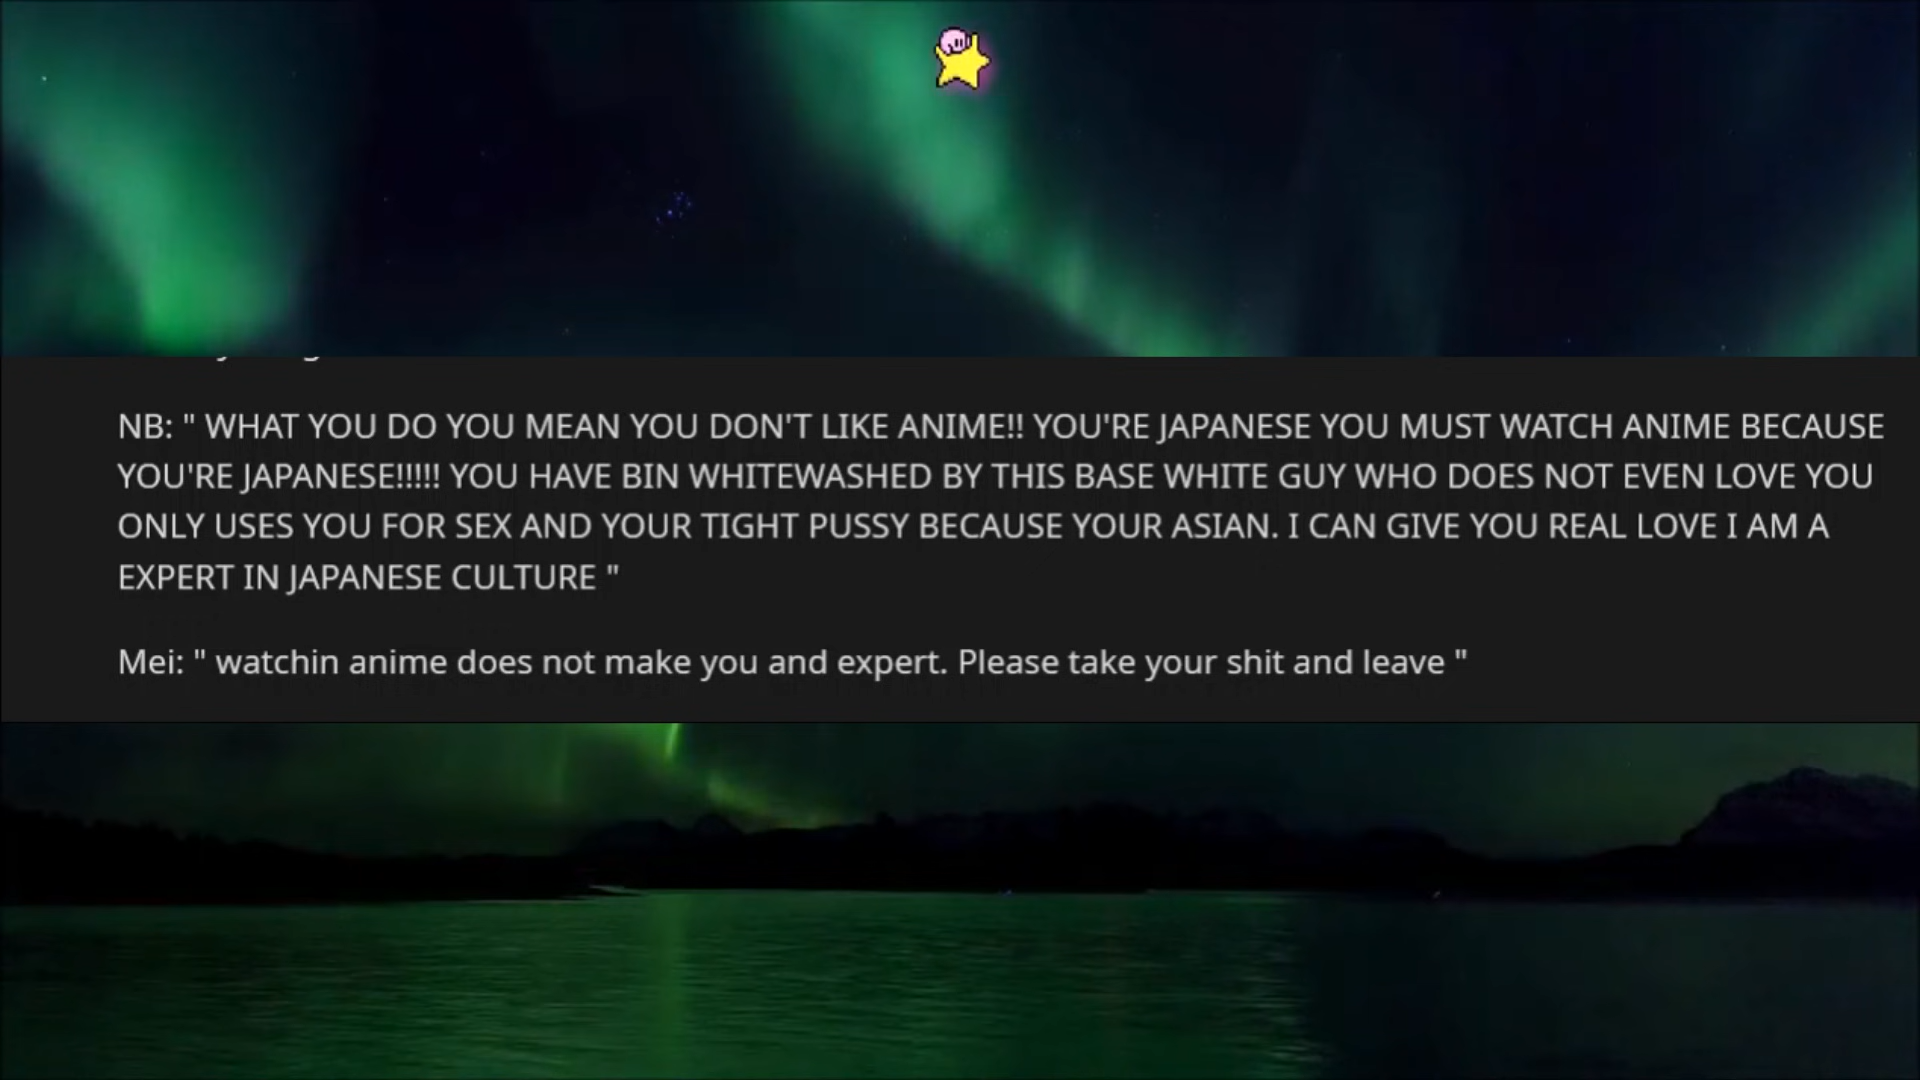 NB: " WHAT YOU DO YOU MEAN YOU DON'T LIKE ANIME!! YOU'RE JAPANESE YOU MUST WATCH ANIME BECAUSE
YOU'RE JAPANESE!!!!! YOU HAVE BIN WHITEWASHED BY THIS BASE WHITE GUY WHO DOES NOT EVEN LOVE YOU
ONLY USES YOU FOR SEX AND YOUR TIGHT PUSSY BECAUSE YOUR ASIAN. I CAN GIVE YOU REAL LOVE I AM A
EXPERT IN JAPANESE CULTURE "
Mei: " watchin anime does not make you and expert. Please take your shit and leave "